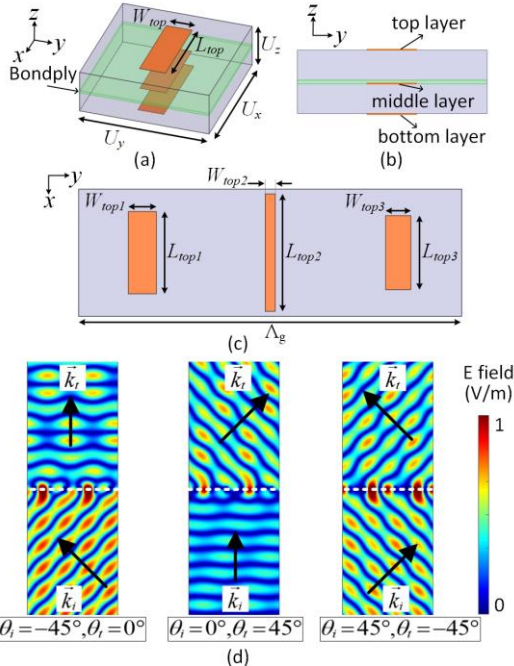 z
y
x
W_top
L_top
U_z
Bondply
U_x
U_y
(a)
z
y
top layer
middle layer
bottom layer
(b)
y
x
W_top1
W_top2
W_top3
L_top1
L_top2
L_top3
Λ_g
(c)
k_t
k_t
k_t
E field
(V/m)
1
0
k_i
k_i
k_i
θ_i=−45°,θ_t=0°
θ_i=0°,θ_t=45°
θ_i=45°,θ_t=−45°
(d)